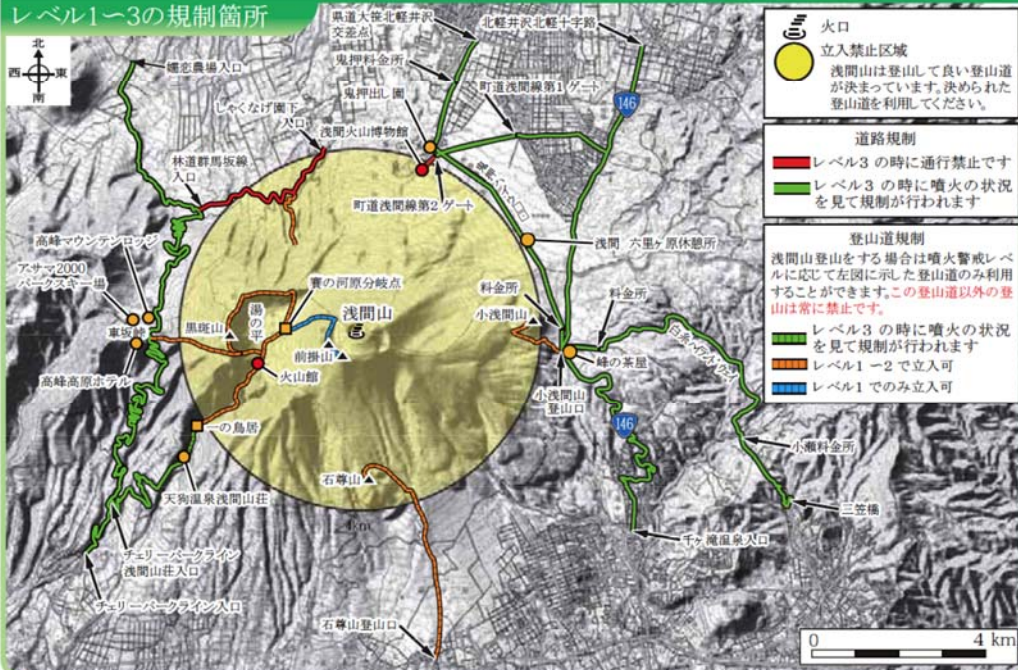 レベル1～3の規制箇所
北
西
東
南
嬬恋農場入口
しゃくなげ園下
入口
林道群馬坂線
入口
県道大笹北軽井沢
交差点
鬼押料金所
鬼押出し園
浅間火山博物館
北軽井沢北軽十字路
町道浅間線第1ゲート
146
町道浅間線第2ゲート
浅間 六里ヶ原休憩所
高峰マウンテンロッジ
アサマ2000
パークスキー場
車坂峠
高峰高原ホテル
黒斑山
湯の平
賽の河原分岐点
浅間山
前掛山
火山館
一の鳥居
天狗温泉浅間山荘
チェリーパークライン
浅間山荘入口
チェリーパークライン入口
石尊山
4km
石尊山登山口
料金所
小浅間山
料金所
峰の茶屋
小浅間山
登山口
白糸ハイランドウェイ
146
小瀬料金所
三笠橋
千ヶ滝温泉入口
火口
立入禁止区域
浅間山は登山して良い登山道
が決まっています。決められた
登山道を利用してください。
道路規制
レベル3の時に通行禁止です
レベル3の時に噴火の状況
を見て規制が行われます
登山道規制
浅間山登山をする場合は噴火警戒レベ
ルに応じて左図に示した登山道のみ利用
することができます。この登山道以外の登
山は常に禁止です。
レベル3の時に噴火の状況
を見て規制が行われます
レベル1～2で立入可
レベル1でのみ立入可
0
4 km